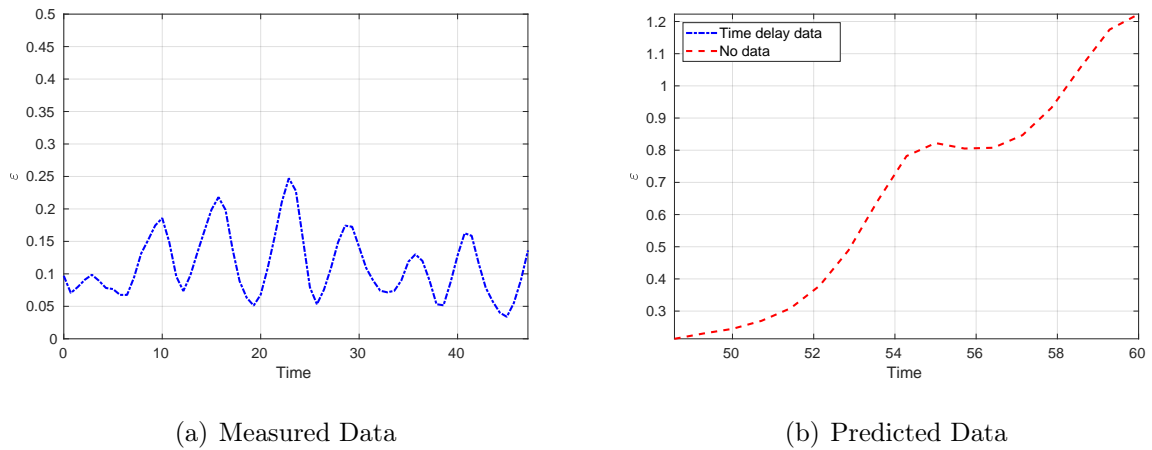 0.5
0.45
0.4
0.35
0.3
0.25
0.2
0.15
0.1
0.05
0
ε
0 10 20 30 40
Time
(a) Measured Data
Time delay data
No data
1.2
1.1
1
0.9
0.8
0.7
0.6
0.5
0.4
0.3
ε
50 52 54 56 58 60
Time
(b) Predicted Data